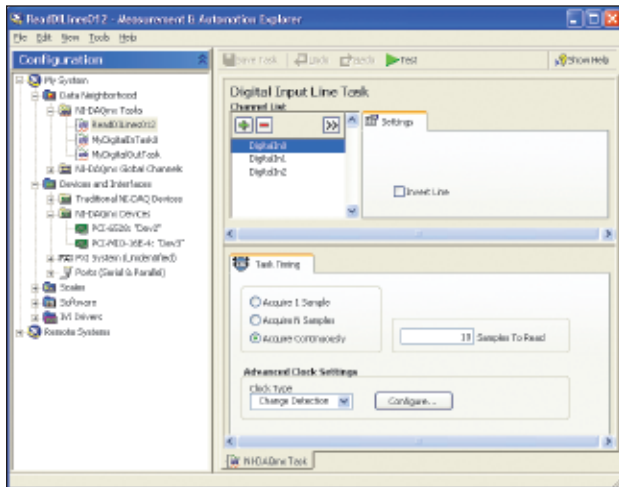 ReadDILines012 - Measurement & Automation Explorer
File Edit View Tools Help
Configuration
My System
Data Neighborhood
NI-DAQmx Tasks
ReadDILines012
MyDigitalInTask3
MyDigitalOutTask
NI-DAQmx Global Channels
Devices and Interfaces
Traditional NI-DAQ Devices
NI-DAQmx Devices
PCI-6528: "Dev2"
PCI-MIO-16E-4: "Dev3"
PXI System (Unidentified)
Ports (Serial & Parallel)
Scales
Software
IVI Drivers
Remote Systems
Save Task Undo Redo Test Show Help
Digital Input Line Task
Channel List
Settings
DigitalIn0
DigitalIn1
DigitalIn2
Invert Line
Task Timing
Acquire 1 Sample
Acquire N Samples
Acquire Continuously
10 Samples To Read
Advanced Clock Settings
Clock Type
Change Detection
Configure...
NI-DAQmx Task